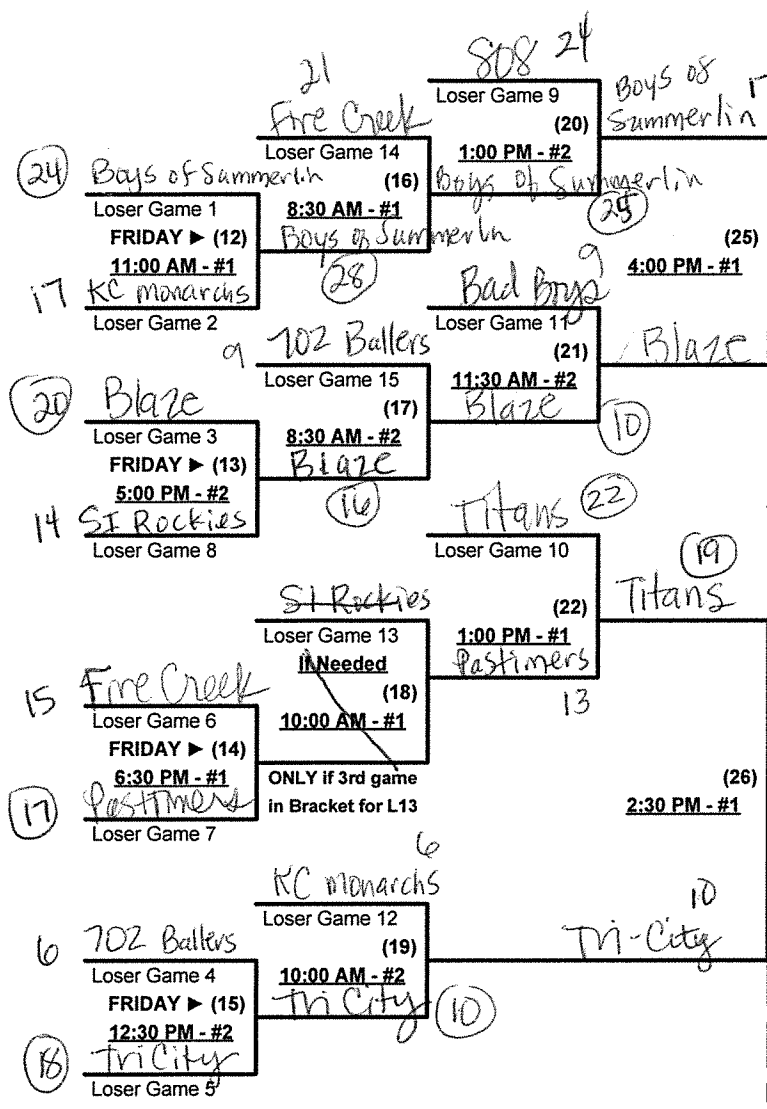 808 24
21
Loser Game 9
Boys of
Summerlin
Fire Creek
(20)
1:00 PM - #2
Loser Game 14
24 Boys of Summerlin
(16)
Boys of Summerlin
Loser Game 1
8:30 AM - #1
25
FRIDAY ► (12)
Boys of Summerlin
(25)
11:00 AM - #1
28
9
4:00 PM - #1
17 KC monarchs
Bad Boys
Loser Game 2
Loser Game 11
9 702 Ballers
(21)
Blaze
Loser Game 15
11:30 AM - #2
20 Blaze
(17)
Blaze
Loser Game 3
8:30 AM - #2
10
FRIDAY ► (13)
Blaze
5:00 PM - #2
16
14 SI Rockies
Titans 22
Loser Game 8
Loser Game 10
19
SI Rockies
(22)
Titans
Loser Game 13
1:00 PM - #1
If Needed
Pastimers
15 Fire Creek
(18)
13
Loser Game 6
10:00 AM - #1
FRIDAY ► (14)
6:30 PM - #1
ONLY if 3rd game
(26)
17 Pastimers
in Bracket for L13
2:30 PM - #1
Loser Game 7
6
KC monarchs
10
6 702 Ballers
Loser Game 12
Tri-City
(19)
Loser Game 4
10:00 AM - #2
FRIDAY ► (15)
Tri City 10
12:30 PM - #2
18 Tri City
Loser Game 5